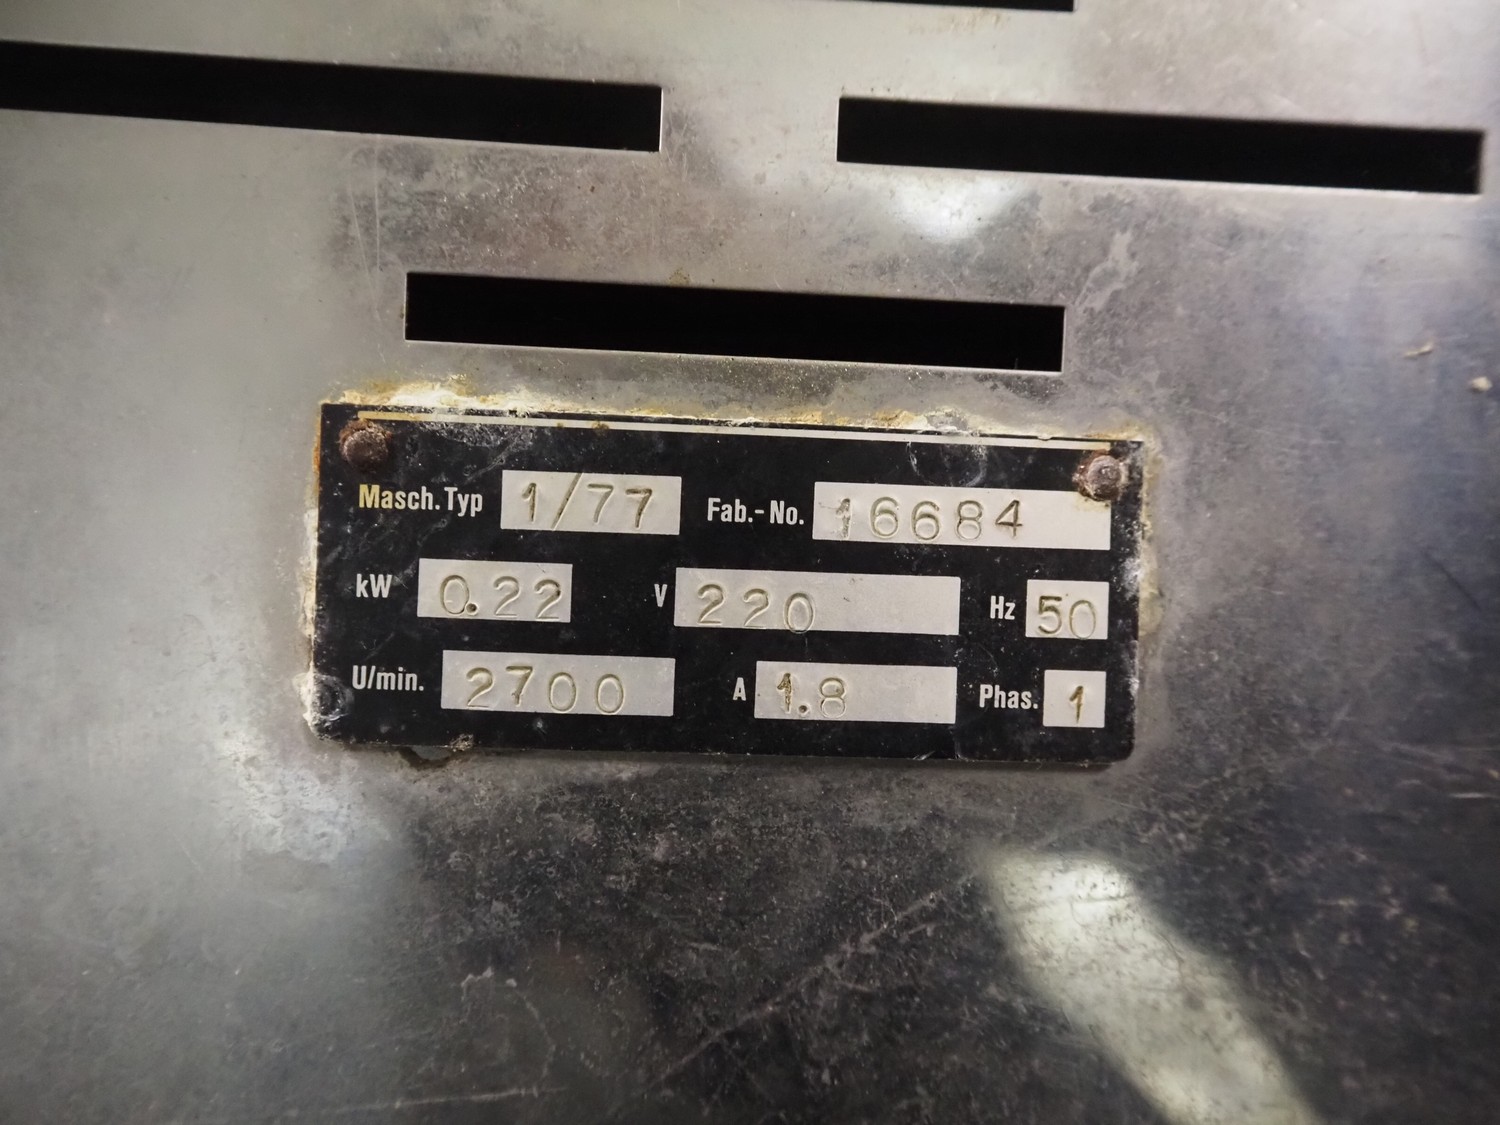 Masch.Typ 1/77 Fab.-No. 16684
kW 0.22 V 220 Hz 50
U/min. 2700 A 1.8 Phas. 1